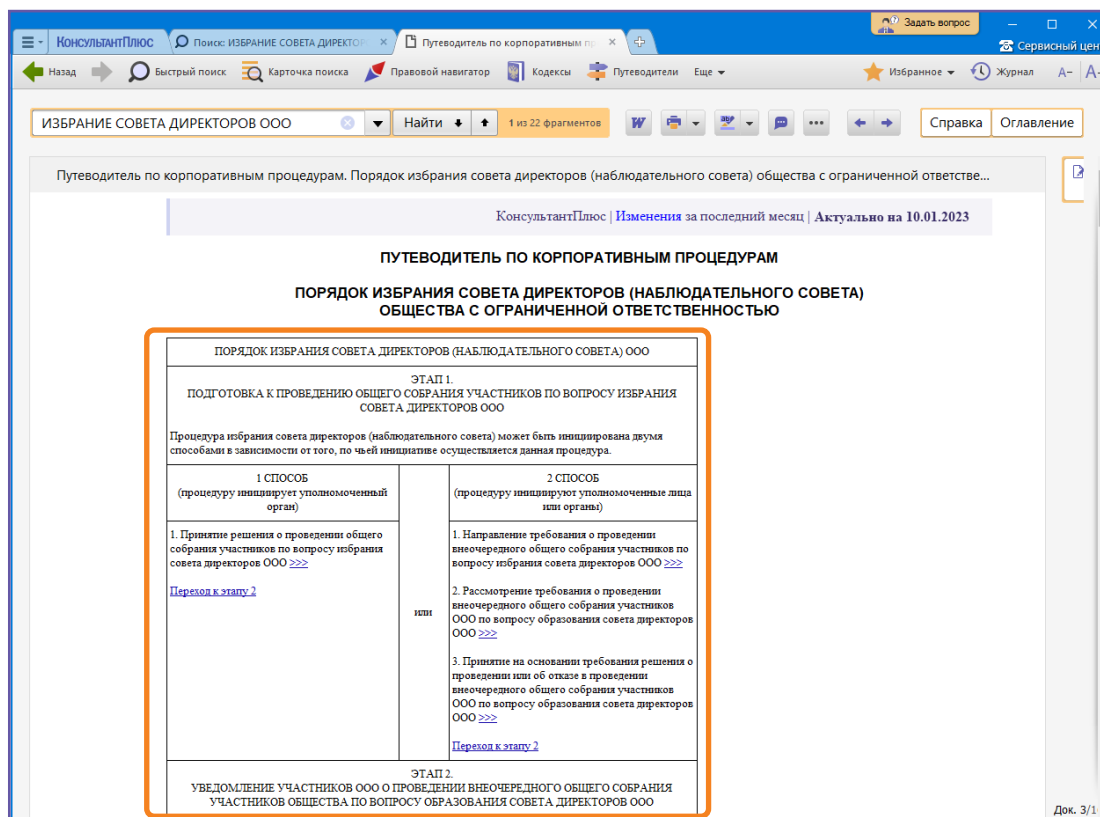 Задать вопрос
КонсультантПлюс
Поиск: ИЗБРАНИЕ СОВЕТА ДИРЕКТОР
Путеводитель по корпоративным пр
Сервисный цен
Назад
Быстрый поиск
Карточка поиска
Правовой навигатор
Кодексы
Путеводители
Еще
Избранное
Журнал
А−
А-
ИЗБРАНИЕ СОВЕТА ДИРЕКТОРОВ ООО
Найти
1 из 22 фрагментов
W
Справка
Оглавление
Путеводитель по корпоративным процедурам. Порядок избрания совета директоров (наблюдательного совета) общества с ограниченной ответстве...
КонсультантПлюс | Изменения за последний месяц | Актуально на 10.01.2023
ПУТЕВОДИТЕЛЬ ПО КОРПОРАТИВНЫМ ПРОЦЕДУРАМ
ПОРЯДОК ИЗБРАНИЯ СОВЕТА ДИРЕКТОРОВ (НАБЛЮДАТЕЛЬНОГО СОВЕТА)
ОБЩЕСТВА С ОГРАНИЧЕННОЙ ОТВЕТСТВЕННОСТЬЮ
ПОРЯДОК ИЗБРАНИЯ СОВЕТА ДИРЕКТОРОВ (НАБЛЮДАТЕЛЬНОГО СОВЕТА) ООО
ЭТАП 1.
ПОДГОТОВКА К ПРОВЕДЕНИЮ ОБЩЕГО СОБРАНИЯ УЧАСТНИКОВ ПО ВОПРОСУ ИЗБРАНИЯ
СОВЕТА ДИРЕКТОРОВ ООО
Процедура избрания совета директоров (наблюдательного совета) может быть инициирована двумя
способами в зависимости от того, по чьей инициативе осуществляется данная процедура.
1 СПОСОБ
(процедуру инициирует уполномоченный
орган)
1. Принятие решения о проведении общего
собрания участников по вопросу избрания
совета директоров ООО >>>
Переход к этапу 2
или
2 СПОСОБ
(процедуру инициируют уполномоченные лица
или органы)
1. Направление требования о проведении
внеочередного общего собрания участников по
вопросу избрания совета директоров ООО >>>
2. Рассмотрение требования о проведении
внеочередного общего собрания участников
ООО по вопросу образования совета директоров
ООО >>>
3. Принятие на основании требования решения о
проведении или об отказе в проведении
внеочередного общего собрания участников
ООО по вопросу образования совета директоров
ООО >>>
Переход к этапу 2
ЭТАП 2.
УВЕДОМЛЕНИЕ УЧАСТНИКОВ ООО О ПРОВЕДЕНИИ ВНЕОЧЕРЕДНОГО ОБЩЕГО СОБРАНИЯ
УЧАСТНИКОВ ОБЩЕСТВА ПО ВОПРОСУ ОБРАЗОВАНИЯ СОВЕТА ДИРЕКТОРОВ ООО
Док. 3/1